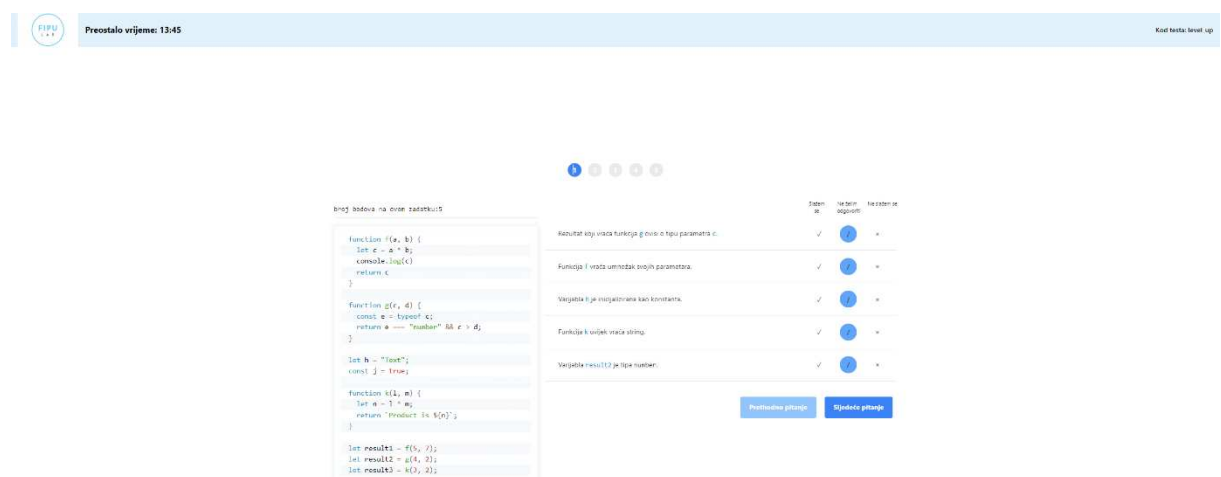 FIPU
LAB
Preostalo vrijeme: 13:45
Kod testa: level up
1
broj bodova na ovom zadatku:5
function f(a, b) {
let c = a * b;
console.log(c)
return c
}
function g(c, d) {
const e = typeof c;
return e === "number" && c > d;
}
let h = "Text";
const j = true;
function k(l, m) {
let n = l * m;
return `Product is ${n}`;
}
let result1 = f(5, 7);
let result2 = g(4, 2);
let result3 = k(3, 2);
Slažem se
Ne želim odgovoriti
Ne slažem se
Rezultat koji vraća funkcija g ovisi o tipu parametra c.
Funkcija f vraća umnožak svojih parametara.
Varijabla h je inicijalizirana kao konstanta.
Funkcija k uvijek vraća string.
Varijabla result2 je tipa number.
Prethodno pitanje
Sljedeće pitanje